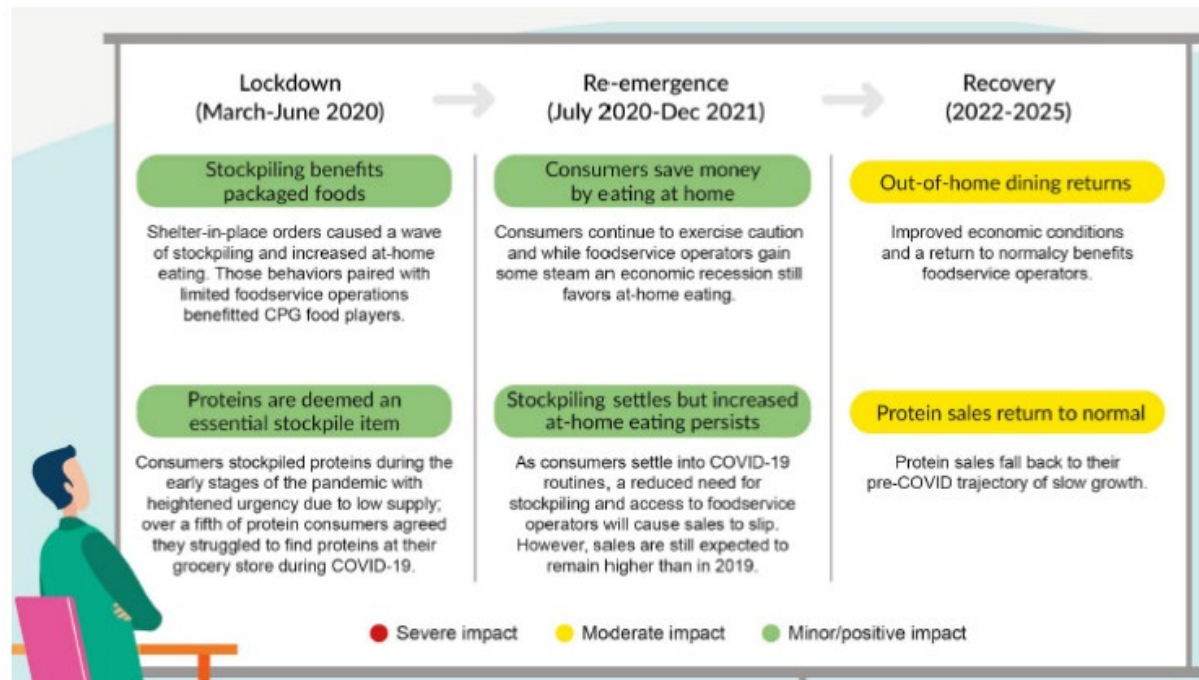 Lockdown
(March-June 2020)
Re-emergence
(July 2020-Dec 2021)
Recovery
(2022-2025)
Stockpiling benefits
packaged foods
Shelter-in-place orders caused a wave
of stockpiling and increased at-home
eating. Those behaviors paired with
limited foodservice operations
benefitted CPG food players.
Proteins are deemed an
essential stockpile item
Consumers stockpiled proteins during the
early stages of the pandemic with
heightened urgency due to low supply;
over a fifth of protein consumers agreed
they struggled to find proteins at their
grocery store during COVID-19.
Consumers save money
by eating at home
Consumers continue to exercise caution
and while foodservice operators gain
some steam an economic recession still
favors at-home eating.
Stockpiling settles but increased
at-home eating persists
As consumers settle into COVID-19
routines, a reduced need for
stockpiling and access to foodservice
operators will cause sales to slip.
However, sales are still expected to
remain higher than in 2019.
Out-of-home dining returns
Improved economic conditions
and a return to normalcy benefits
foodservice operators.
Protein sales return to normal
Protein sales fall back to their
pre-COVID trajectory of slow growth.
Severe impact
Moderate impact
Minor/positive impact